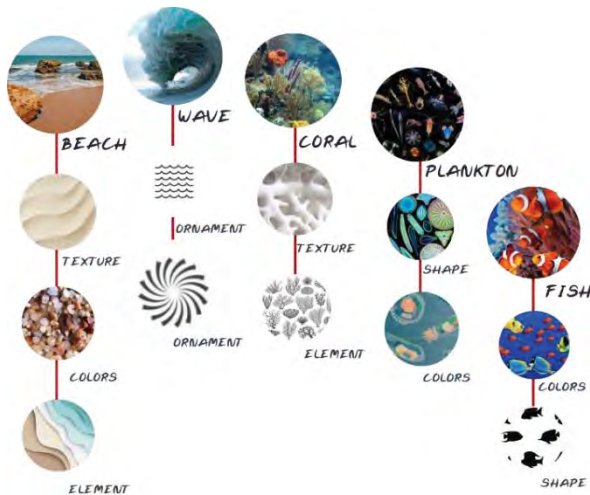 BEACH
TEXTURE
COLORS
ELEMENT
WAVE
ORNAMENT
ORNAMENT
CORAL
TEXTURE
ELEMENT
PLANKTON
SHAPE
COLORS
FISH
COLORS
SHAPE